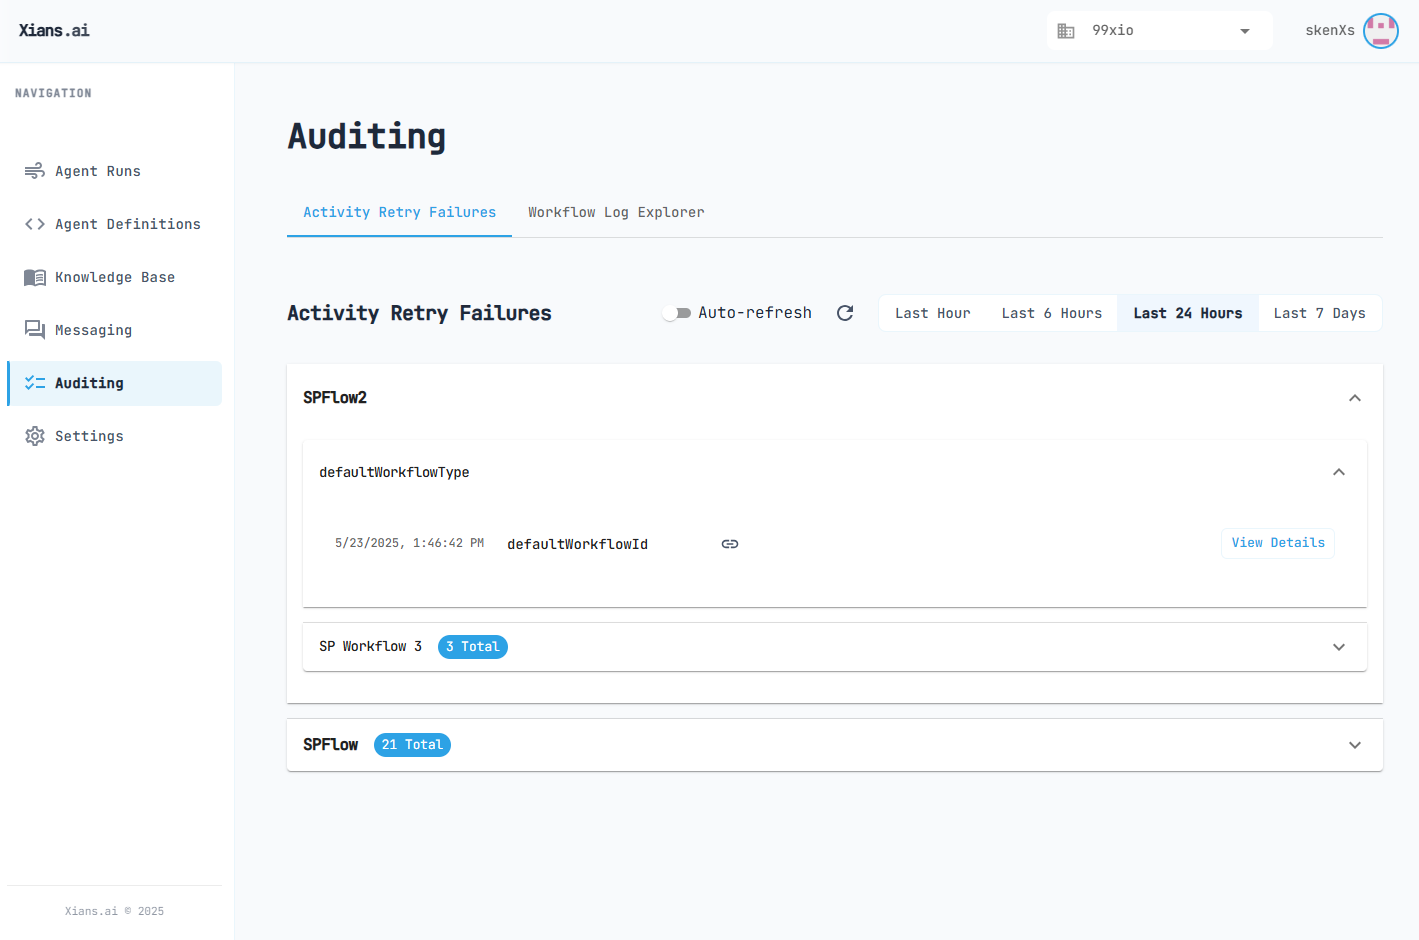 Xians.ai
99xio
skenXs
NAVIGATION
Agent Runs
Agent Definitions
Knowledge Base
Messaging
Auditing
Settings
Xians.ai © 2025
Auditing
Activity Retry Failures
Workflow Log Explorer
Activity Retry Failures
Auto-refresh
Last Hour
Last 6 Hours
Last 24 Hours
Last 7 Days
SPFlow2
defaultWorkflowType
5/23/2025, 1:46:42 PM
defaultWorkflowId
View Details
SP Workflow 3
3 Total
SPFlow
21 Total